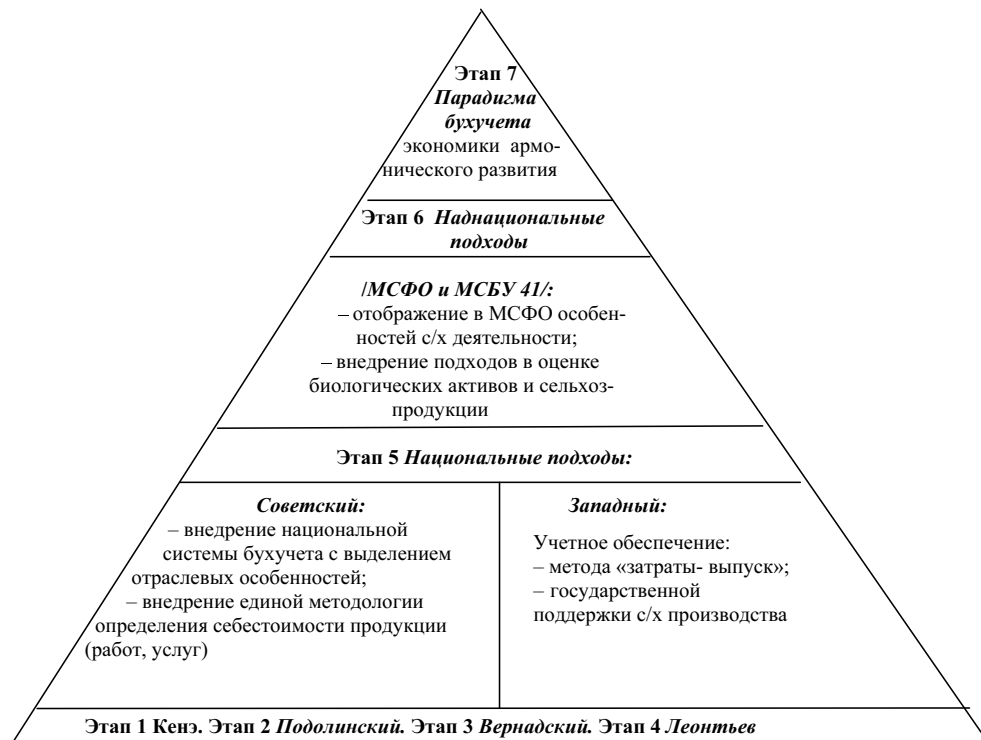 Этап 7
Парадигма
бухучета
экономики армо-
нического развития
Этап 6 Наднациональные
подходы
/МСФО и МСБУ 41/:
– отображение в МСФО особен-
ностей с/х деятельности;
– внедрение подходов в оценке
биологических активов и сельхоз-
продукции
Этап 5 Национальные подходы:
Советский:
– внедрение национальной
системы бухучета с выделением
отраслевых особенностей;
– внедрение единой методологии
определения себестоимости продукции
(работ, услуг)
Западный:
Учетное обеспечение:
– метода «затраты- выпуск»;
– государственной
поддержки с/х производства
Этап 1 Кенэ. Этап 2 Подолинский. Этап 3 Вернадский. Этап 4 Леонтьев